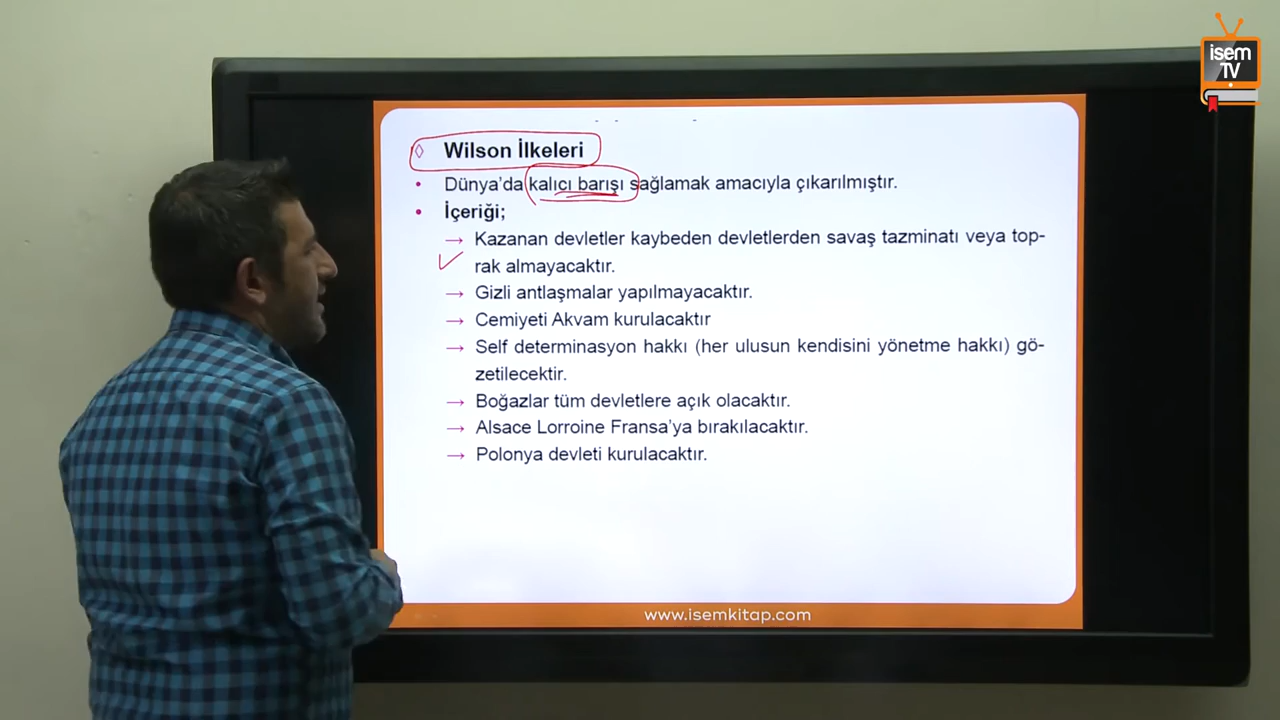 isem
TV
Wilson İlkeleri
• Dünya'da kalıcı barışı sağlamak amacıyla çıkarılmıştır.
• İçeriği;
→ Kazanan devletler kaybeden devletlerden savaş tazminatı veya top-
rak almayacaktır.
→ Gizli antlaşmalar yapılmayacaktır.
→ Cemiyeti Akvam kurulacaktır
→ Self determinasyon hakkı (her ulusun kendisini yönetme hakkı) gö-
zetilecektir.
→ Boğazlar tüm devletlere açık olacaktır.
→ Alsace Lorroine Fransa'ya bırakılacaktır.
→ Polonya devleti kurulacaktır.
www.isemkitap.com